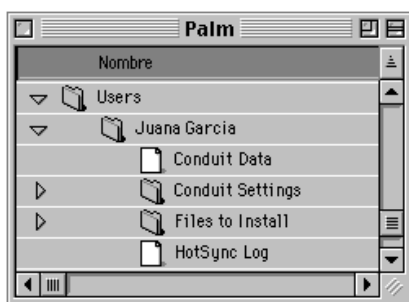 Palm
Nombre
Users
Juana Garcia
Conduit Data
Conduit Settings
Files to Install
HotSync Log